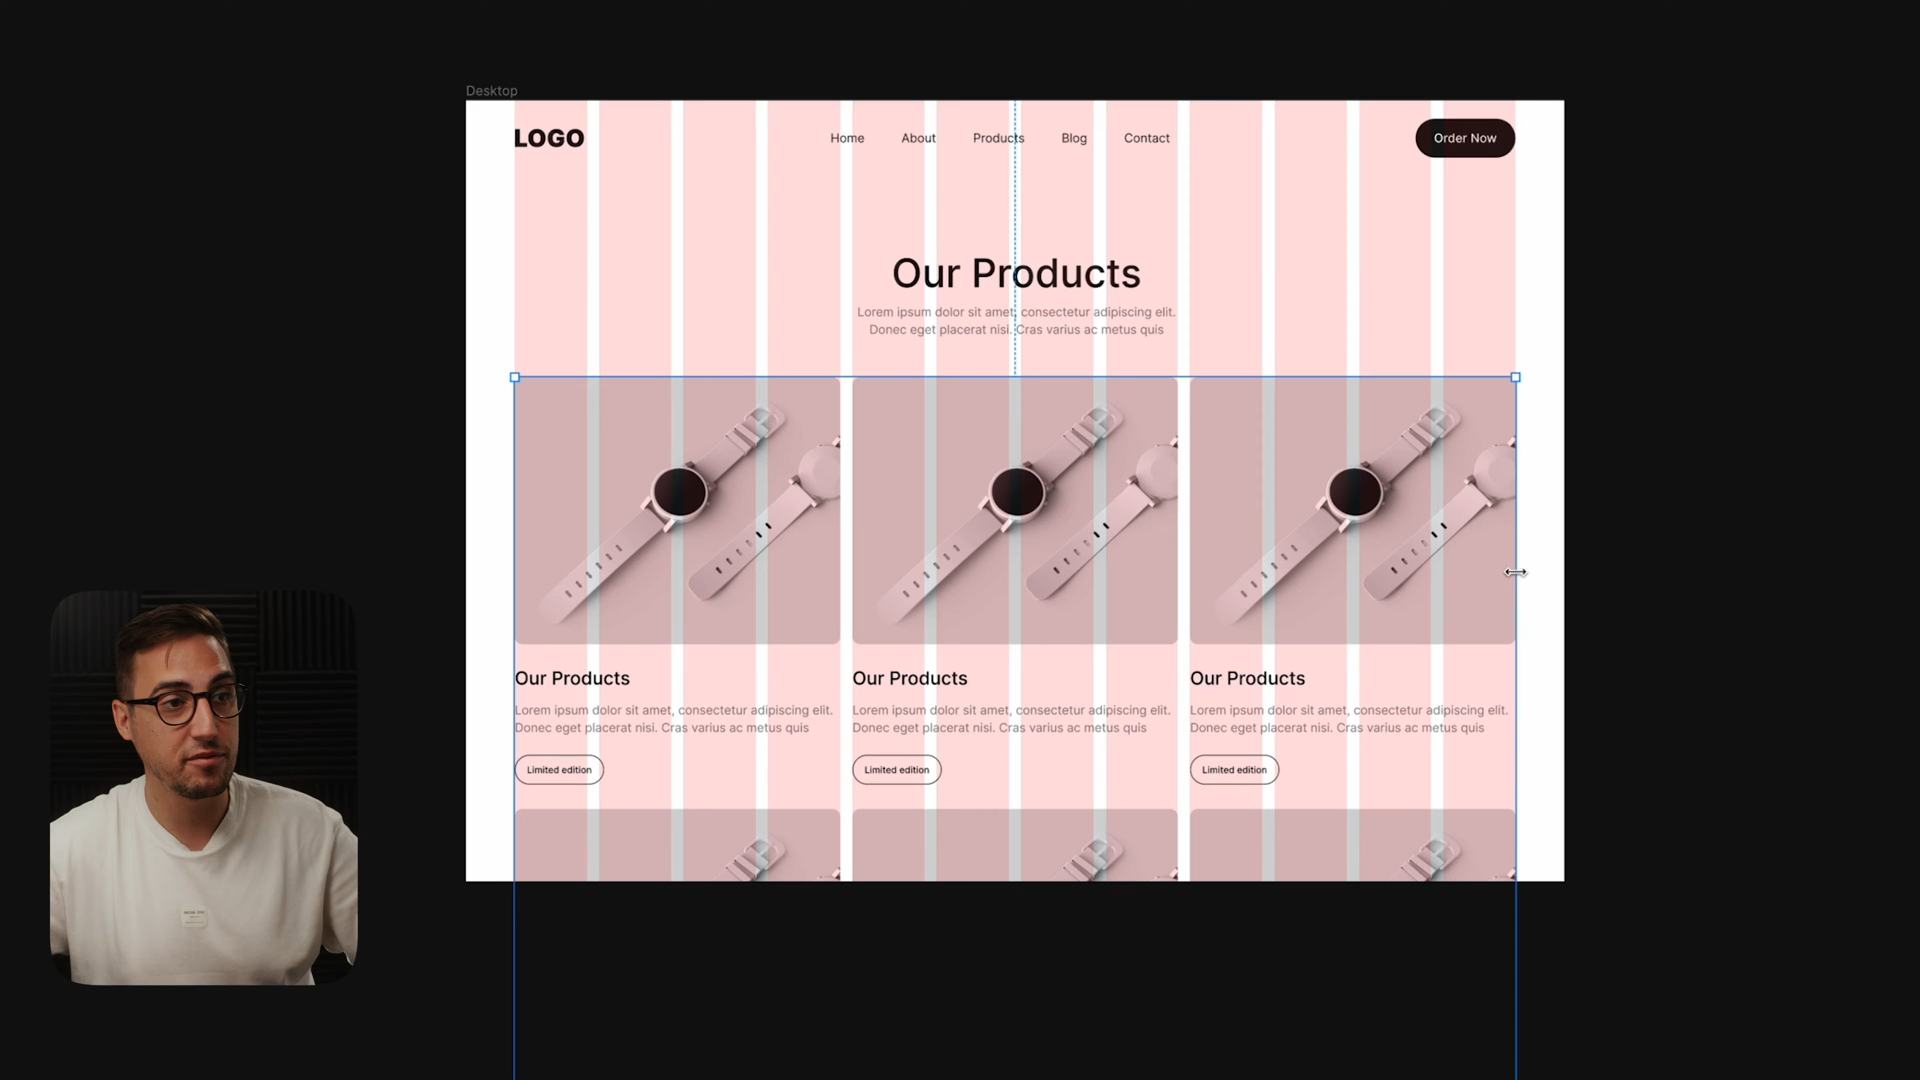 Desktop
LOGO
Home
About
Products
Blog
Contact
Order Now
Our Products
Lorem ipsum dolor sit amet, consectetur adipiscing elit.
Donec eget placerat nisi. Cras varius ac metus quis
Our Products
Lorem ipsum dolor sit amet, consectetur adipiscing elit.
Donec eget placerat nisi. Cras varius ac metus quis
Limited edition
Our Products
Lorem ipsum dolor sit amet, consectetur adipiscing elit.
Donec eget placerat nisi. Cras varius ac metus quis
Limited edition
Our Products
Lorem ipsum dolor sit amet, consectetur adipiscing elit.
Donec eget placerat nisi. Cras varius ac metus quis
Limited edition